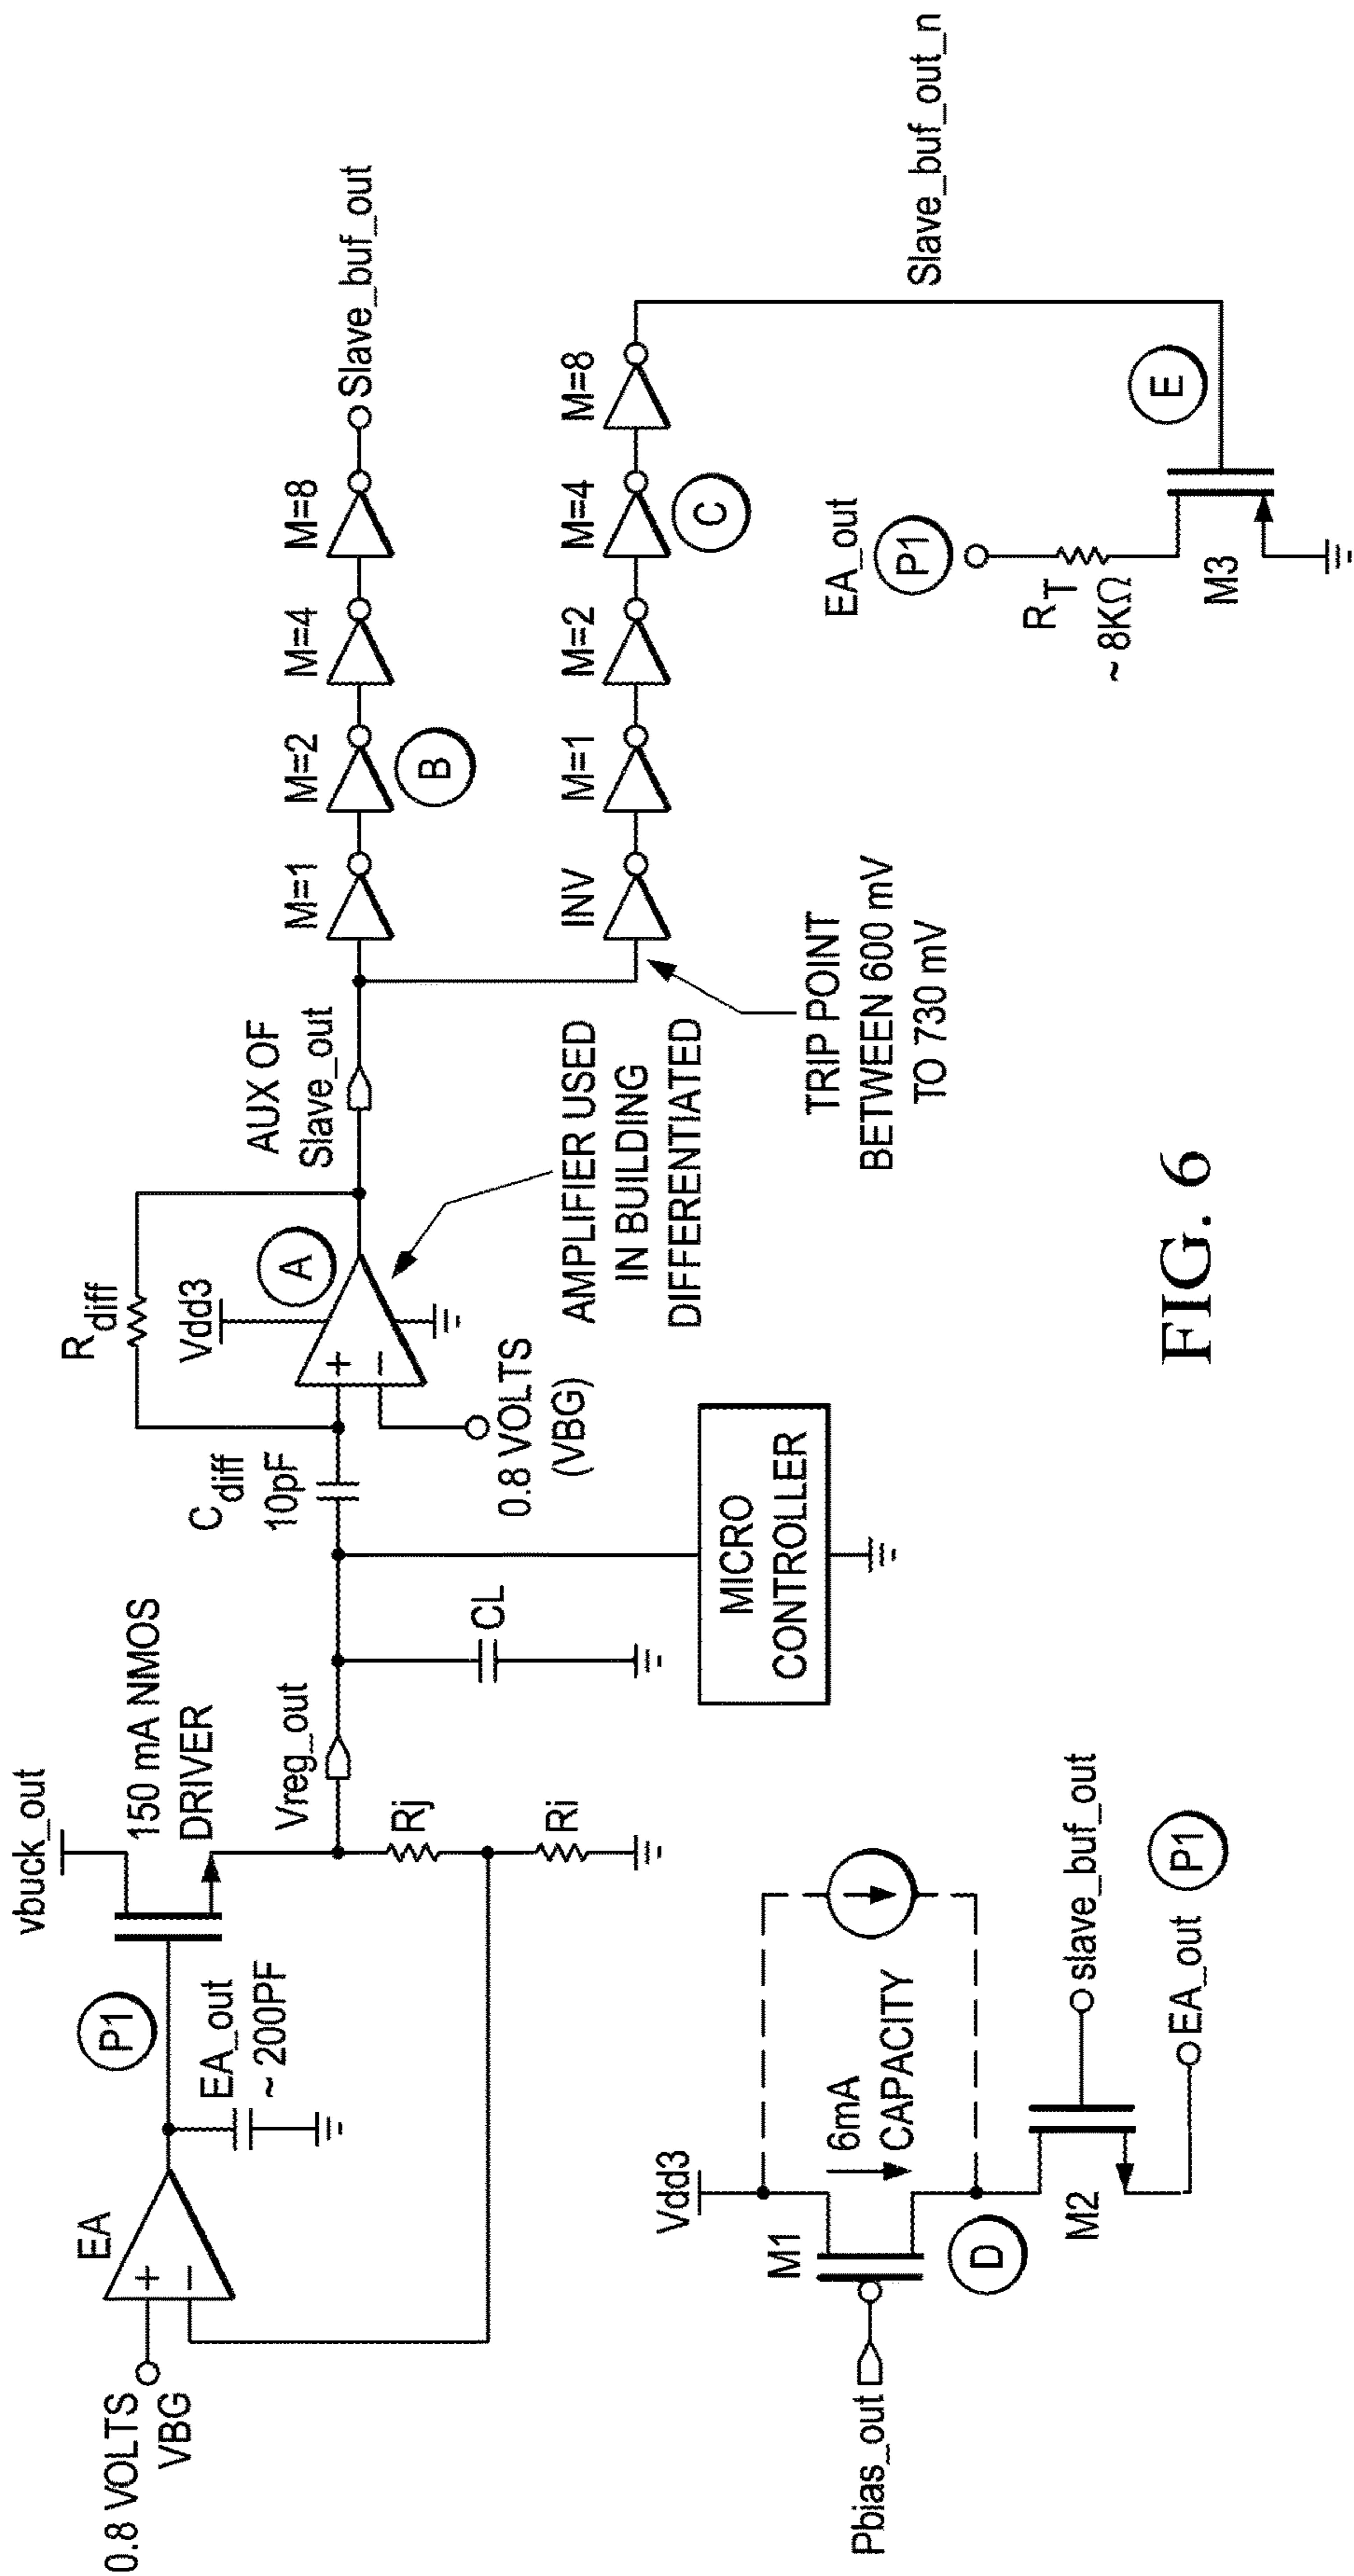 0.8 VOLTS
VBG
+
−
EA
P1
EA_out
~ 200PF
vbuck_out
150 mA NMOS
DRIVER
Vreg_out
Rj
Ri
CL
MICRO
CONTROLLER
Cdiff
10pF
Rdiff
Vdd3
A
+
−
0.8 VOLTS
(VBG)
AMPLIFIER USED
IN BUILDING
DIFFERENTIATED
AUX OF
Slave_out
M=1
M=2
M=4
M=8
Slave_buf_out
B
INV
M=1
M=2
M=4
M=8
C
TRIP POINT
BETWEEN 600 mV
TO 730 mV
Slave_buf_out_n
Pbias_out
Vdd3
M1
6mA
CAPACITY
D
M2
slave_buf_out
EA_out
P1
EA_out
P1
RT
~ 8KΩ
M3
E
FIG. 6